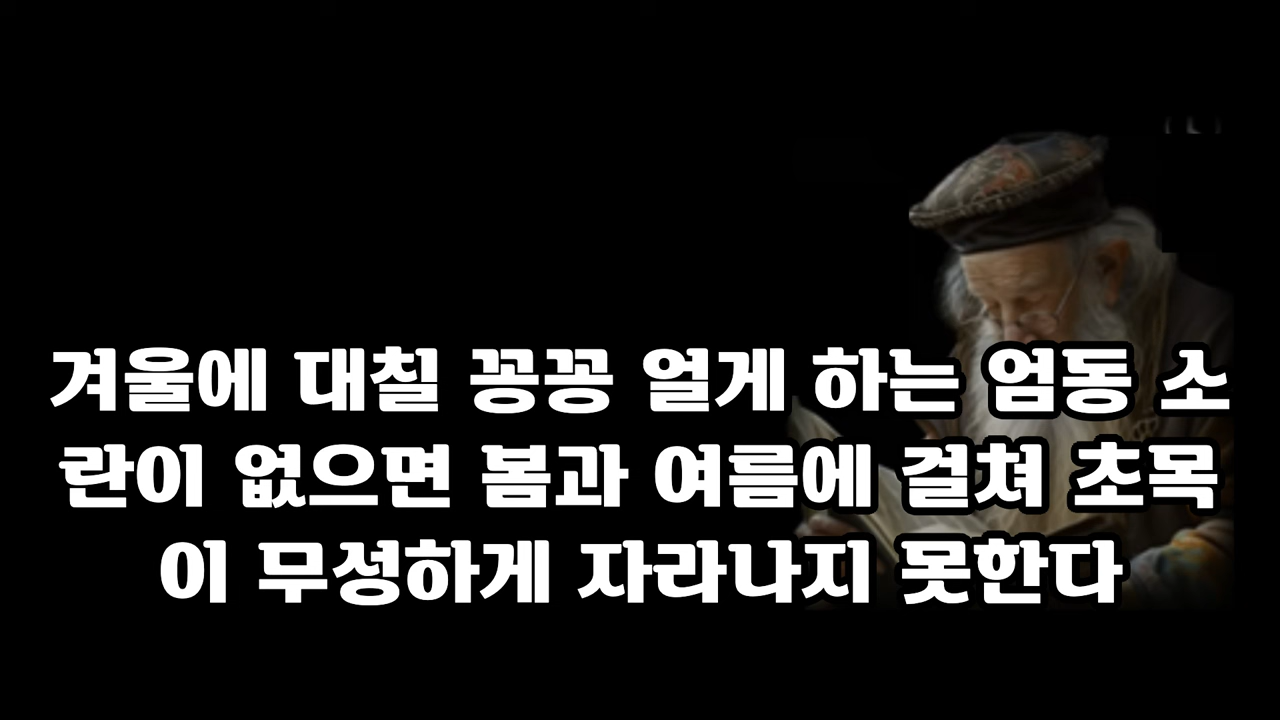 겨울에 대칠 꽁꽁 얼게 하는 엄동 소
란이 없으면 봄과 여름에 걸쳐 초목
이 무성하게 자라나지 못한다